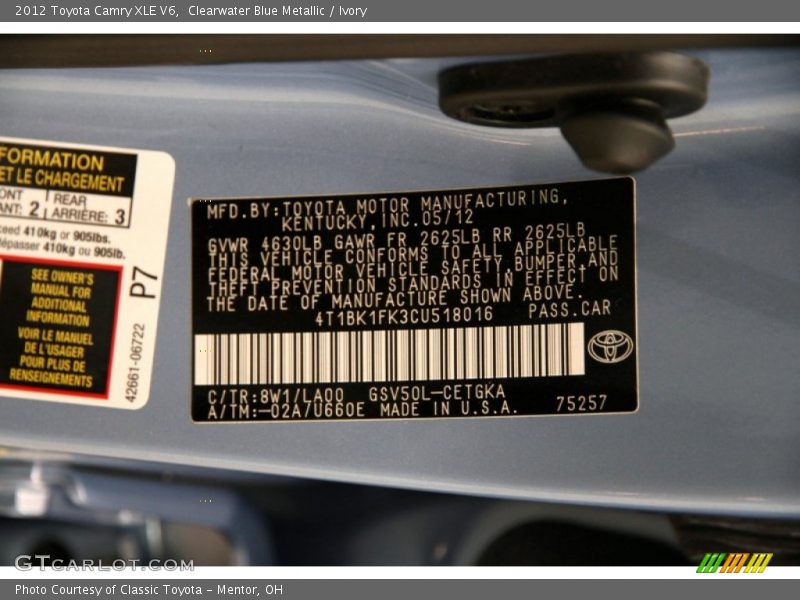 2012 Toyota Camry XLE V6, Clearwater Blue Metallic / Ivory
FORMATION
ET LE CHARGEMENT
ONT
ANT: 2
REAR
ARRIÈRE: 3
ceed 410kg or 905lbs.
dépasser 410kg ou 905lb.
SEE OWNER'S
MANUAL FOR
ADDITIONAL
INFORMATION
VOIR LE MANUEL
DE L'USAGER
POUR PLUS DE
RENSEIGNEMENTS
P7
42661-06722
MFD.BY:TOYOTA MOTOR MANUFACTURING,
KENTUCKY,INC.05/12
GVWR 4630LB GAWR FR 2625LB RR 2625LB
THIS VEHICLE CONFORMS TO ALL APPLICABLE
FEDERAL MOTOR VEHICLE SAFETY,BUMPER AND
THEFT PREVENTION STANDARDS IN EFFECT ON
THE DATE OF MANUFACTURE SHOWN ABOVE.
4T1BK1FK3CU518016 PASS.CAR
C/TR:8W1/LA00 GSV50L-CETGKA
A/TM:-02A/U660E MADE IN U.S.A. 75257
GTCARLOT.COM
Photo Courtesy of Classic Toyota - Mentor, OH